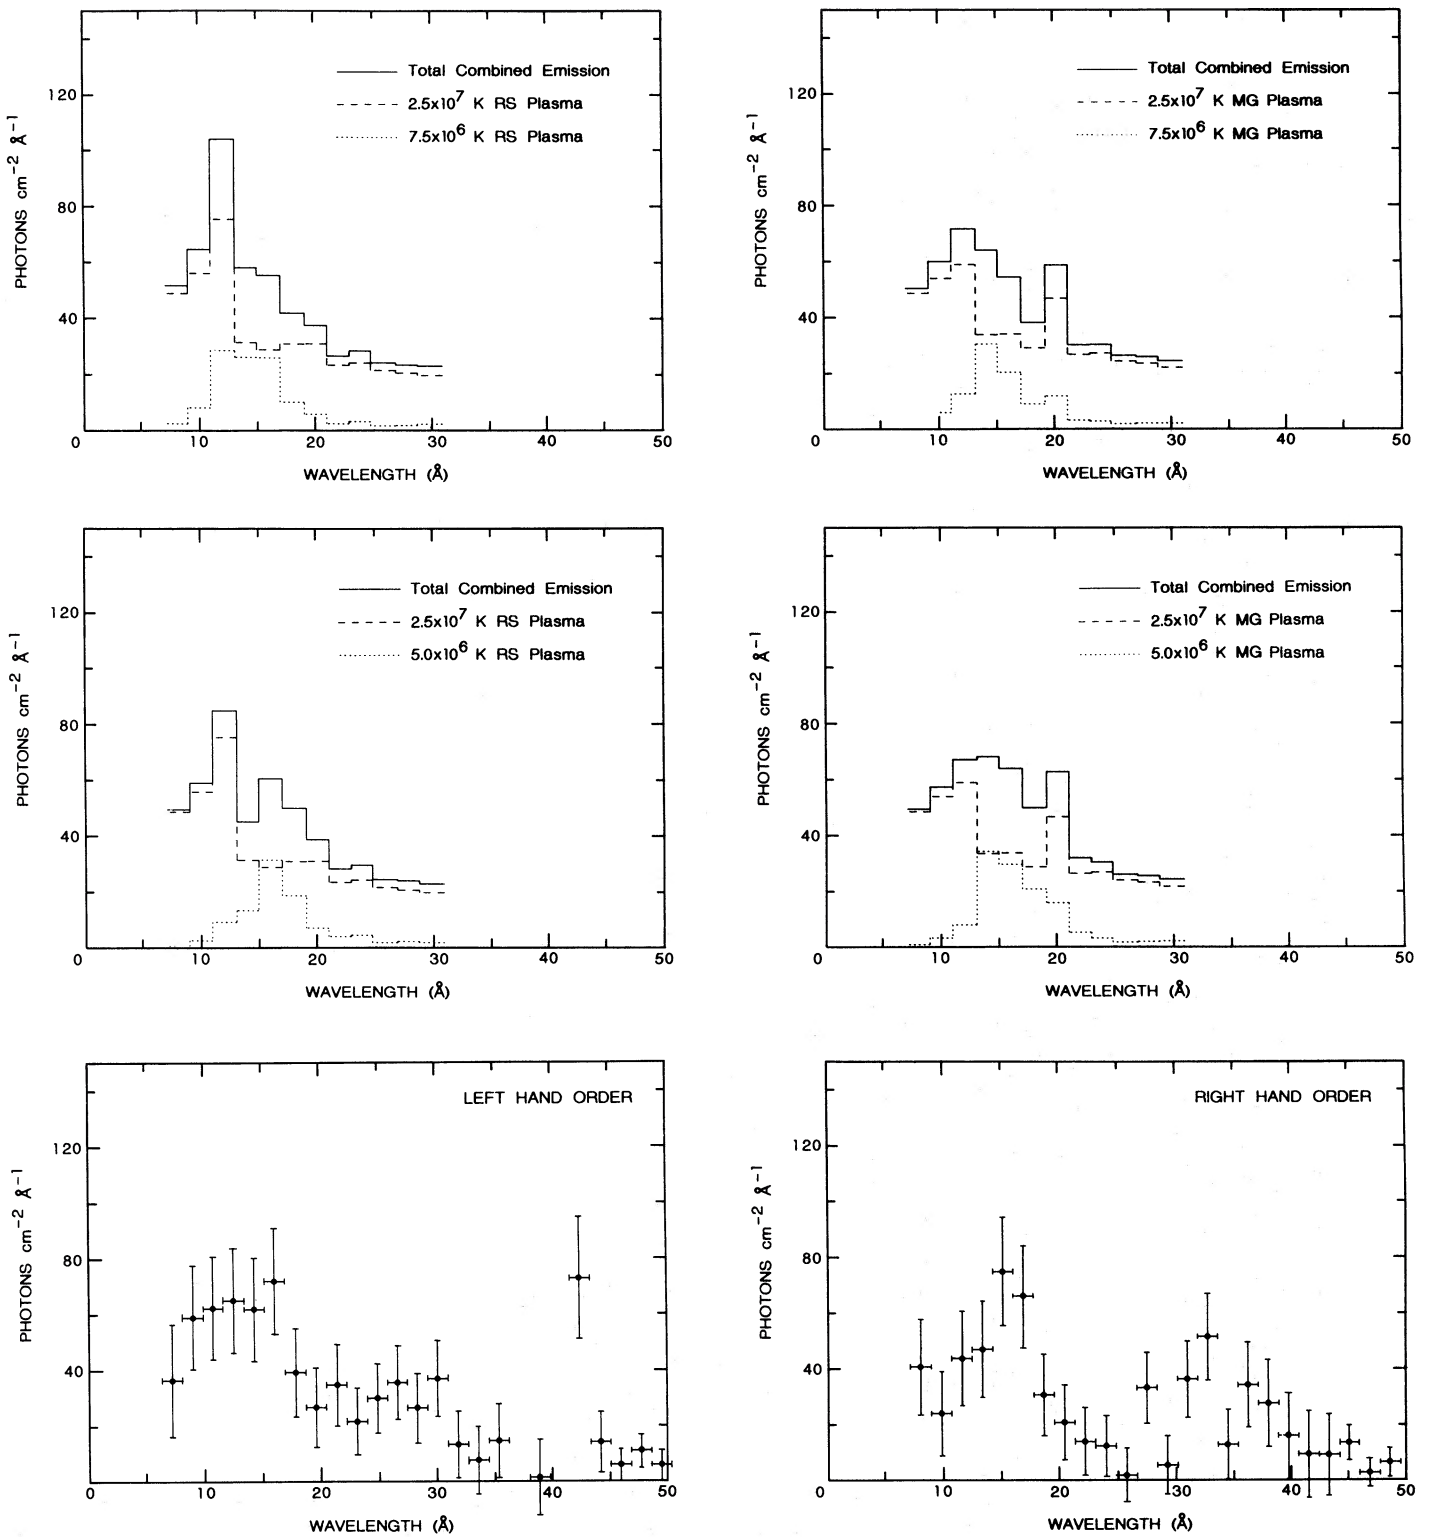 Total Combined Emission
2.5x10⁷ K RS Plasma
7.5x10⁶ K RS Plasma
120
80
40
PHOTONS cm⁻² Å⁻¹
0 10 20 30 40 50
WAVELENGTH (Å)
Total Combined Emission
2.5x10⁷ K MG Plasma
7.5x10⁶ K MG Plasma
120
80
40
PHOTONS cm⁻² Å⁻¹
0 10 20 30 40 50
WAVELENGTH (Å)
Total Combined Emission
2.5x10⁷ K RS Plasma
5.0x10⁶ K RS Plasma
120
80
40
PHOTONS cm⁻² Å⁻¹
0 10 20 30 40 50
WAVELENGTH (Å)
Total Combined Emission
2.5x10⁷ K MG Plasma
5.0x10⁶ K MG Plasma
120
80
40
PHOTONS cm⁻² Å⁻¹
0 10 20 30 40 50
WAVELENGTH (Å)
LEFT HAND ORDER
120
80
40
PHOTONS cm⁻² Å⁻¹
0 10 20 30 40 50
WAVELENGTH (Å)
RIGHT HAND ORDER
120
80
40
PHOTONS cm⁻² Å⁻¹
0 10 20 30 40 50
WAVELENGTH (Å)